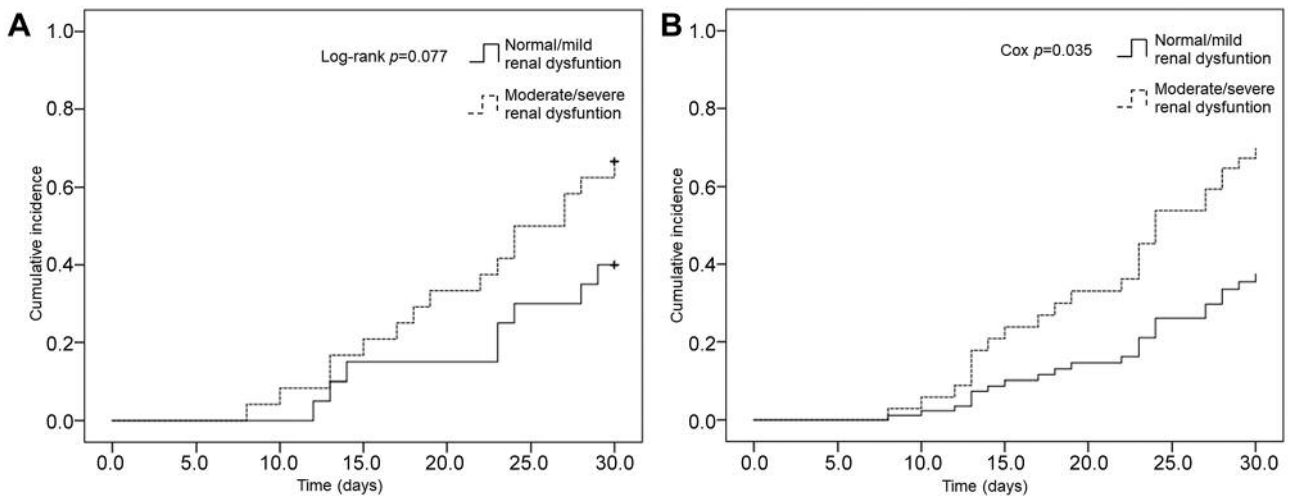 A
1.0
0.8
0.6
0.4
0.2
0.0
Cumulative incidence
Log-rank p=0.077
Normal/mild
renal dysfuntion
Moderate/severe
renal dysfuntion
0.0 5.0 10.0 15.0 20.0 25.0 30.0
Time (days)
B
1.0
0.8
0.6
0.4
0.2
0.0
Cumulative incidence
Cox p=0.035
Normal/mild
renal dysfuntion
Moderate/severe
renal dysfuntion
0.0 5.0 10.0 15.0 20.0 25.0 30.0
Time (days)